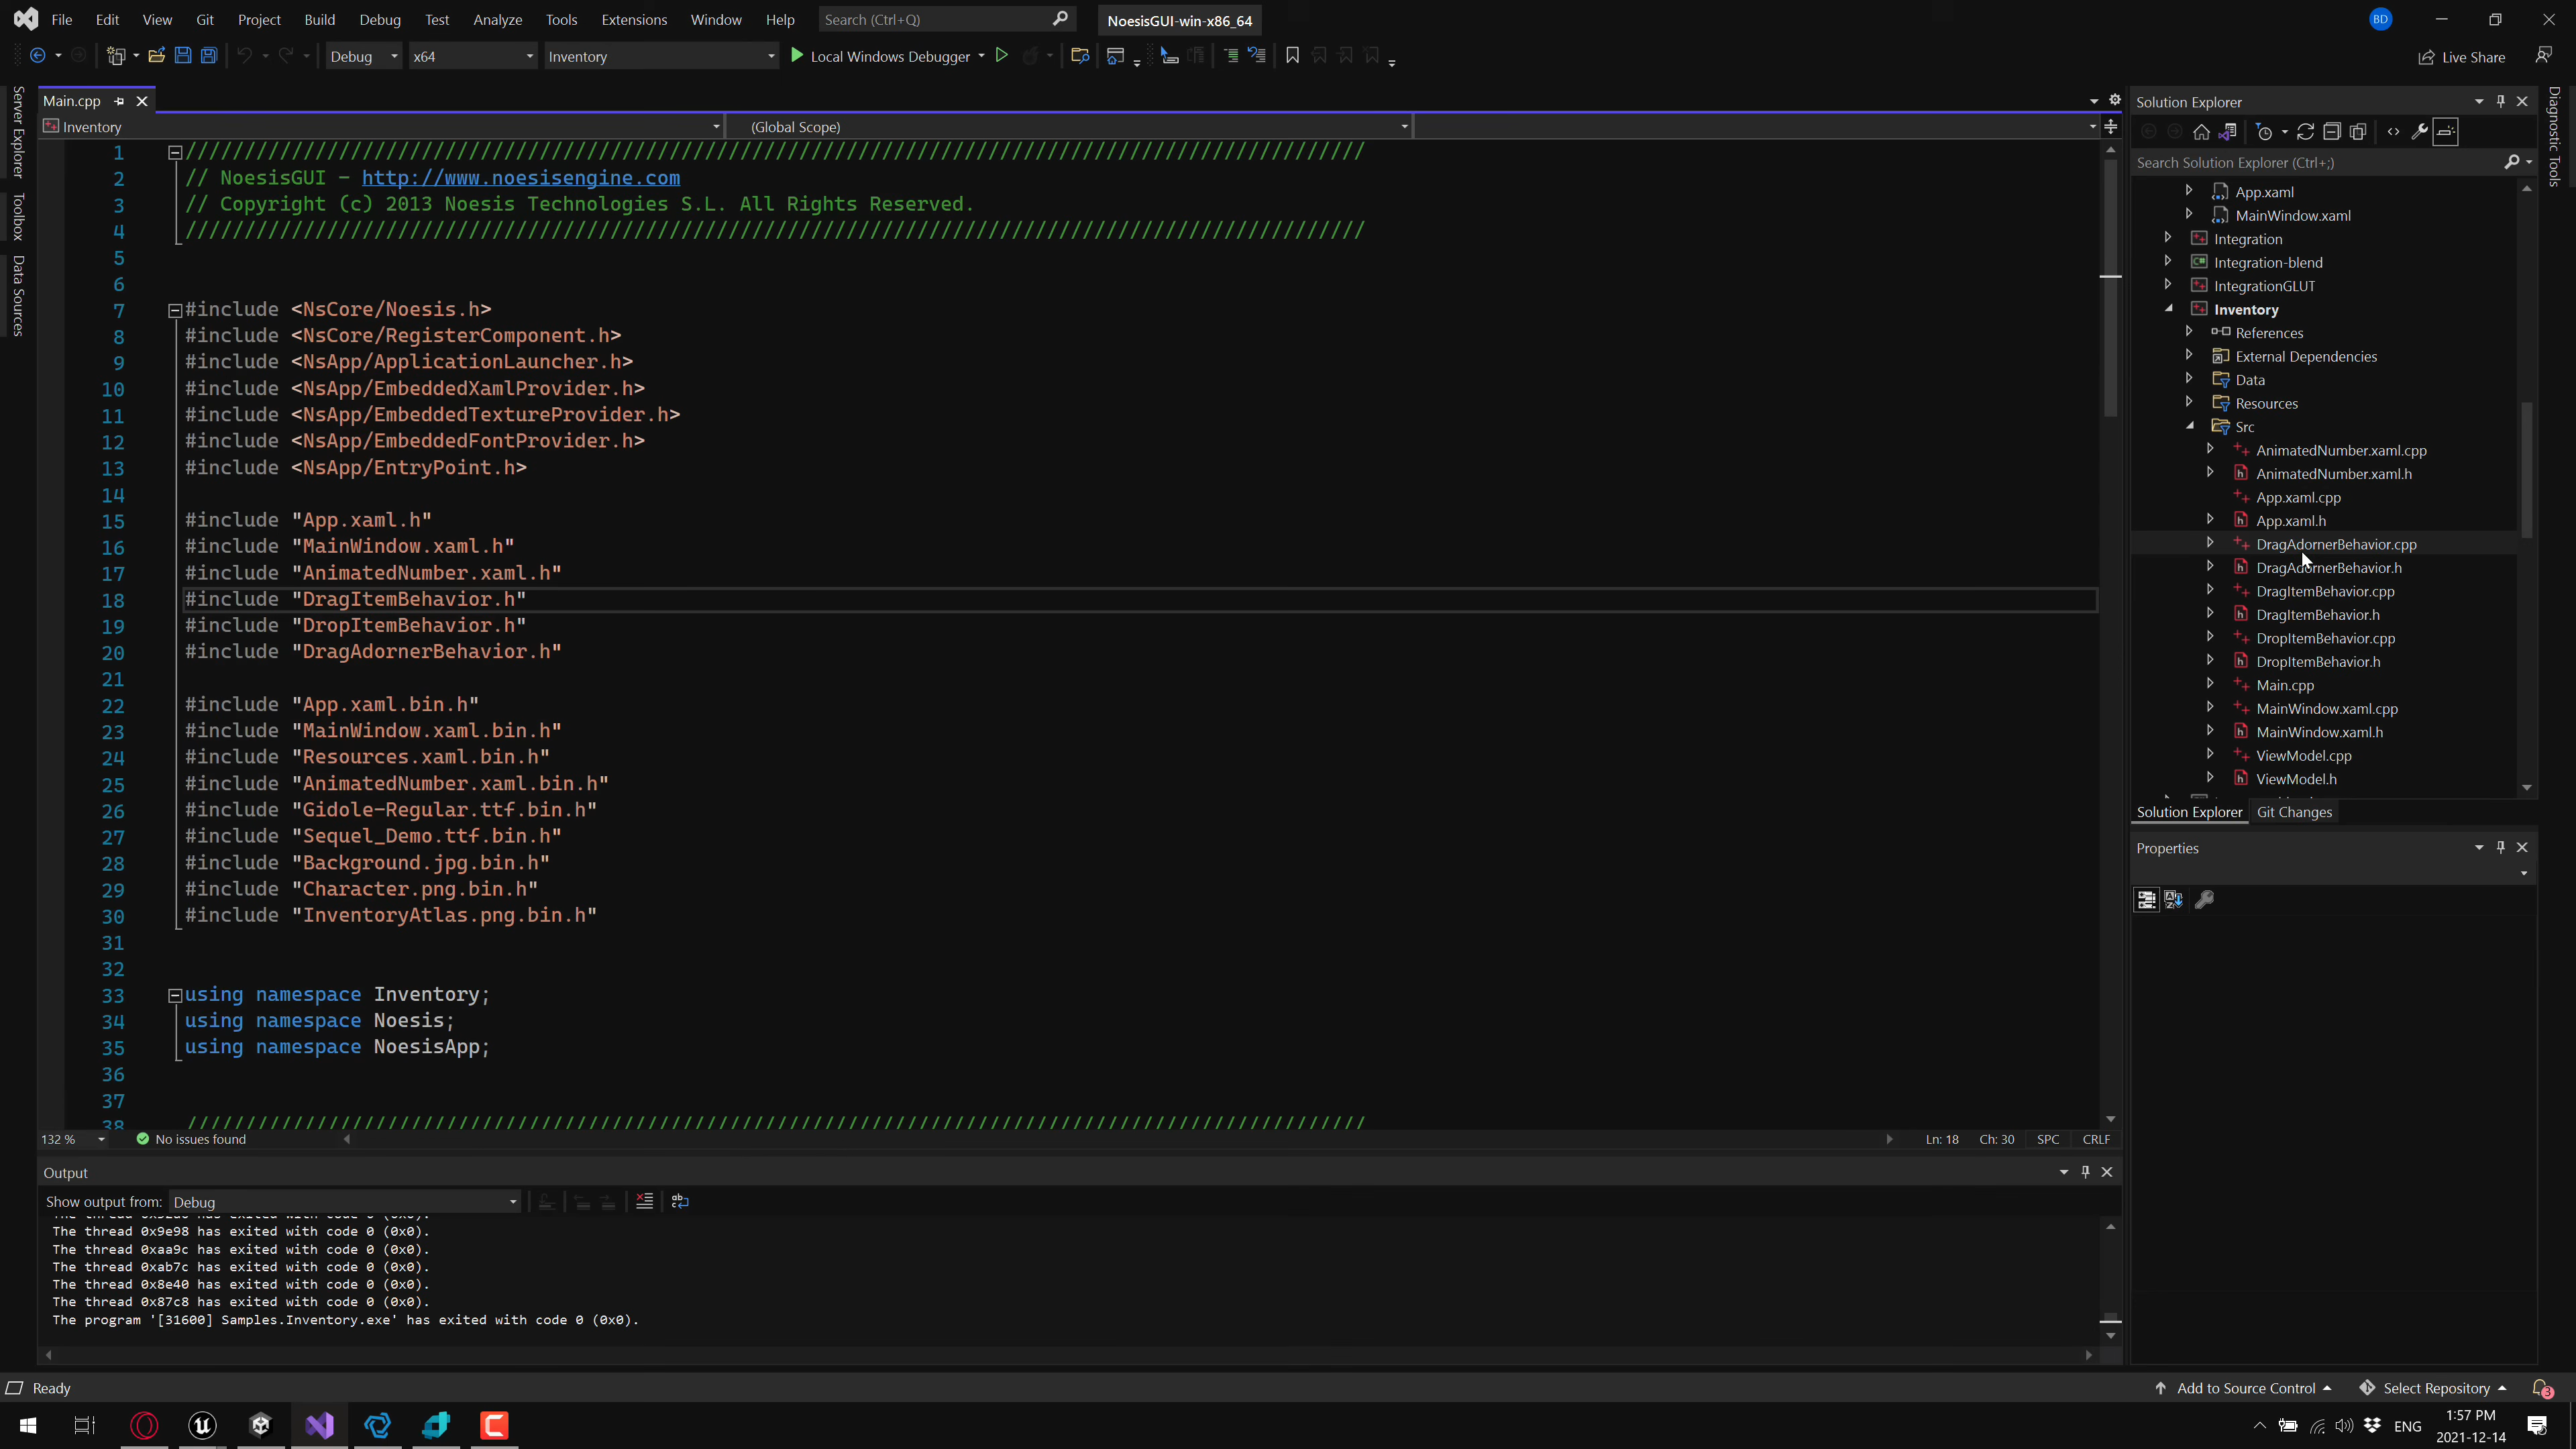 File Edit View Git Project Build Debug Test Analyze Tools Extensions Window Help Search (Ctrl+Q) NoesisGUI-win-x86_64 BD
Debug x64 Inventory Local Windows Debugger Live Share
Server Explorer
Toolbox
Data Sources
Main.cpp
Inventory (Global Scope)
1 ////////////////////////////////////////////////////////////////////////////////////////////////////
2 // NoesisGUI - http://www.noesisengine.com
3 // Copyright (c) 2013 Noesis Technologies S.L. All Rights Reserved.
4 ////////////////////////////////////////////////////////////////////////////////////////////////////
5
6
7 #include <NsCore/Noesis.h>
8 #include <NsCore/RegisterComponent.h>
9 #include <NsApp/ApplicationLauncher.h>
10 #include <NsApp/EmbeddedXamlProvider.h>
11 #include <NsApp/EmbeddedTextureProvider.h>
12 #include <NsApp/EmbeddedFontProvider.h>
13 #include <NsApp/EntryPoint.h>
14
15 #include "App.xaml.h"
16 #include "MainWindow.xaml.h"
17 #include "AnimatedNumber.xaml.h"
18 #include "DragItemBehavior.h"
19 #include "DropItemBehavior.h"
20 #include "DragAdornerBehavior.h"
21
22 #include "App.xaml.bin.h"
23 #include "MainWindow.xaml.bin.h"
24 #include "Resources.xaml.bin.h"
25 #include "AnimatedNumber.xaml.bin.h"
26 #include "Gidole-Regular.ttf.bin.h"
27 #include "Sequel_Demo.ttf.bin.h"
28 #include "Background.jpg.bin.h"
29 #include "Character.png.bin.h"
30 #include "InventoryAtlas.png.bin.h"
31
32
33 using namespace Inventory;
34 using namespace Noesis;
35 using namespace NoesisApp;
36
37
38 ////////////////////////////////////////////////////////////////////////////////////////////////////
132 % No issues found Ln: 18 Ch: 30 SPC CRLF
Output
Show output from: Debug
The thread 0x9e98 has exited with code 0 (0x0).
The thread 0xaa9c has exited with code 0 (0x0).
The thread 0xab7c has exited with code 0 (0x0).
The thread 0x8e40 has exited with code 0 (0x0).
The thread 0x87c8 has exited with code 0 (0x0).
The program '[31600] Samples.Inventory.exe' has exited with code 0 (0x0).
Solution Explorer
Search Solution Explorer (Ctrl+;)
App.xaml
MainWindow.xaml
Integration
Integration-blend
IntegrationGLUT
Inventory
References
External Dependencies
Data
Resources
Src
AnimatedNumber.xaml.cpp
AnimatedNumber.xaml.h
App.xaml.cpp
App.xaml.h
DragAdornerBehavior.cpp
DragAdornerBehavior.h
DragItemBehavior.cpp
DragItemBehavior.h
DropItemBehavior.cpp
DropItemBehavior.h
Main.cpp
MainWindow.xaml.cpp
MainWindow.xaml.h
ViewModel.cpp
ViewModel.h
Solution Explorer Git Changes
Properties
Diagnostic Tools
Ready Add to Source Control Select Repository 3
ENG 1:57 PM
2021-12-14